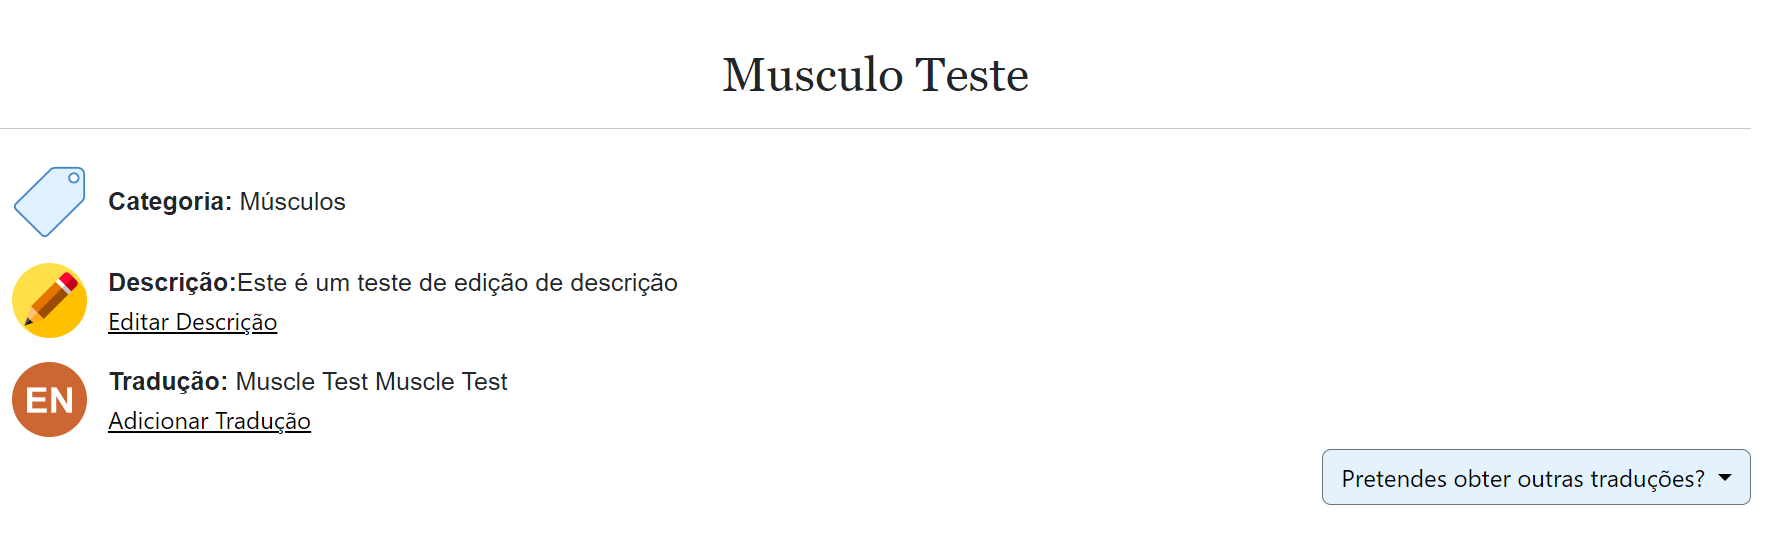 Musculo Teste
Categoria: Músculos
Descrição:Este é um teste de edição de descrição
Editar Descrição
EN
Tradução: Muscle Test Muscle Test
Adicionar Tradução
Pretendes obter outras traduções?